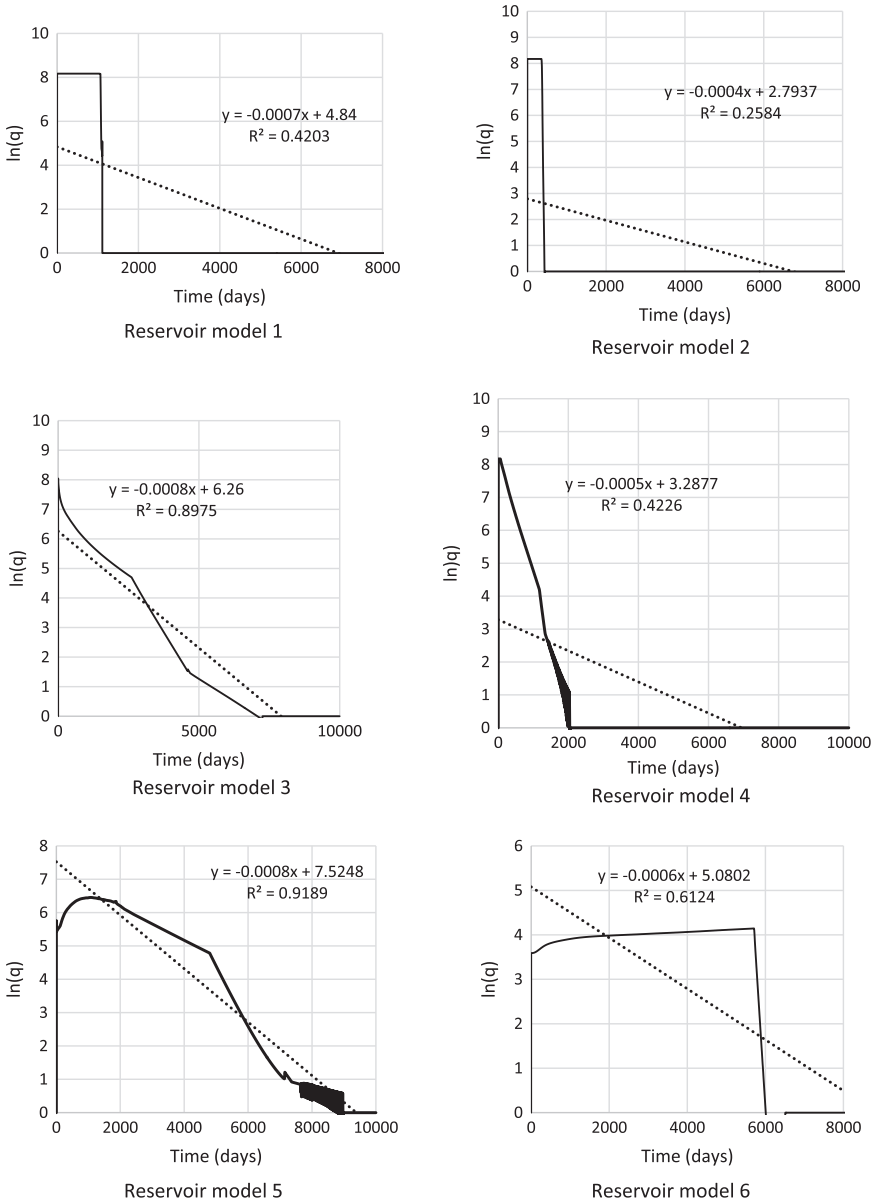 10
8
6
4
2
0
ln(q)
y = -0.0007x + 4.84
R² = 0.4203
0 2000 4000 6000 8000
Time (days)
Reservoir model 1
10
9
8
7
6
5
4
3
2
1
0
ln(q)
y = -0.0004x + 2.7937
R² = 0.2584
0 2000 4000 6000 8000
Time (days)
Reservoir model 2
10
9
8
7
6
5
4
3
2
1
0
ln(q)
y = -0.0008x + 6.26
R² = 0.8975
0 5000 10000
Time (days)
Reservoir model 3
10
9
8
7
6
5
4
3
2
1
0
ln)q)
y = -0.0005x + 3.2877
R² = 0.4226
0 2000 4000 6000 8000 10000
Time (days)
Reservoir model 4
8
7
6
5
4
3
2
1
0
ln(q)
y = -0.0008x + 7.5248
R² = 0.9189
0 2000 4000 6000 8000 10000
Time (days)
Reservoir model 5
6
5
4
3
2
1
0
ln(q)
y = -0.0006x + 5.0802
R² = 0.6124
0 2000 4000 6000 8000
Time (days)
Reservoir model 6